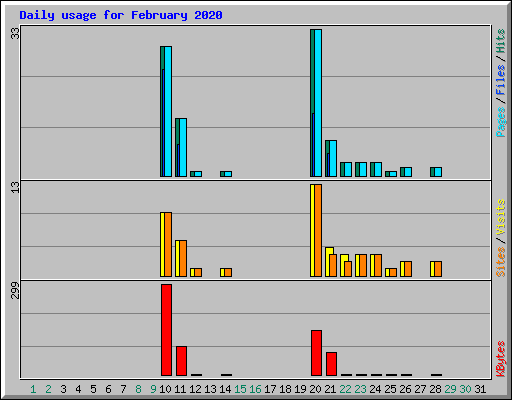 Daily usage for February 2020
33
Pages / Files / Hits
13
Sites / Visits
299
KBytes
1 2 3 4 5 6 7 8 9 10 11 12 13 14 15 16 17 18 19 20 21 22 23 24 25 26 27 28 29 30 31